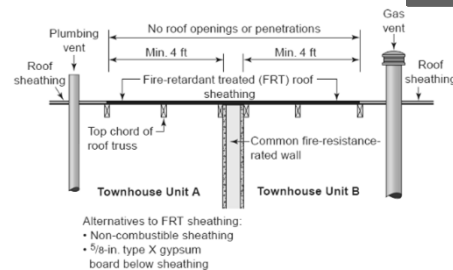 No roof openings or penetrations
Plumbing
vent
Gas
vent
Min. 4 ft
Min. 4 ft
Roof
sheathing
Roof
sheathing
Fire-retardant treated (FRT) roof
sheathing
Top chord of
roof truss
Common fire-resistance-
rated wall
Townhouse Unit A
Townhouse Unit B
Alternatives to FRT sheathing:
• Non-combustible sheathing
• 5/8-in. type X gypsum
board below sheathing